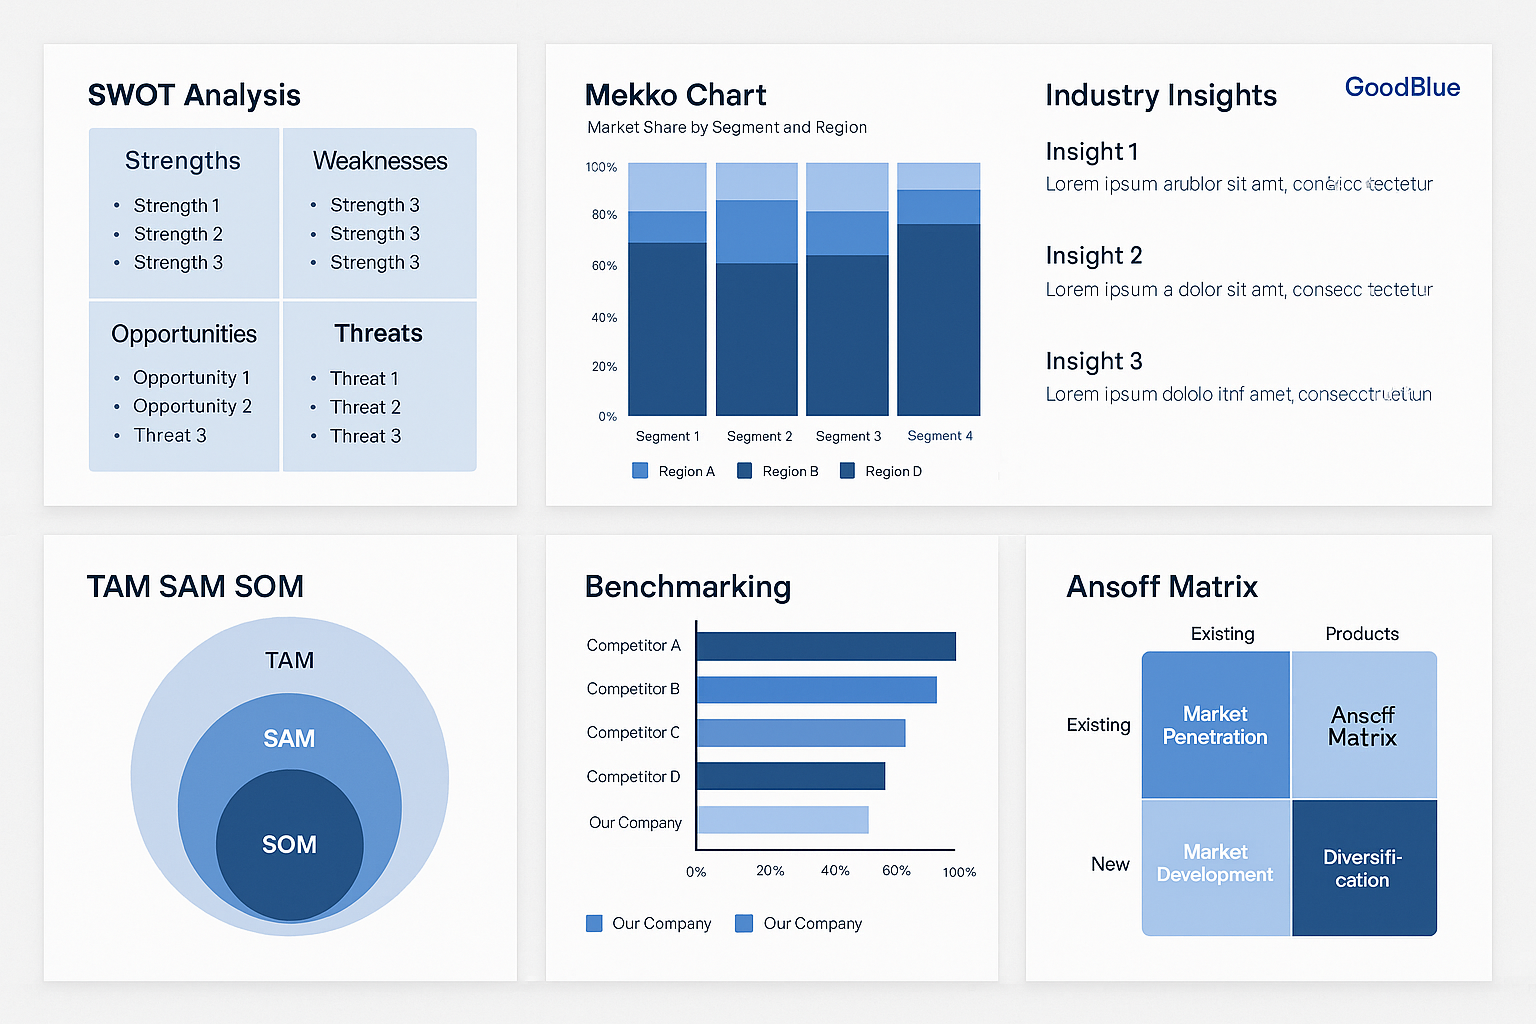 SWOT Analysis
Strengths
Strength 1
Strength 2
Strength 3
Weaknesses
Strength 3
Strength 3
Strength 3
Opportunities
Opportunity 1
Opportunity 2
Threat 3
Threats
Threat 1
Threat 2
Threat 3
Mekko Chart
Market Share by Segment and Region
100%
80%
60%
40%
20%
0%
Segment 1 Segment 2 Segment 3 Segment 4
Region A Region B Region D
GoodBlue
Industry Insights
Insight 1
Lorem ipsum arublor sit amt,
Insight 2
Lorem ipsum a dolor sit amt, consecc tectetur
Insight 3
Lorem ipsum dololo itnf amet,
TAM SAM SOM
TAM
SAM
SOM
Benchmarking
Competitor A
Competitor B
Competitor C
Competitor D
Our Company
0% 20% 40% 60% 100%
Our Company Our Company
Ansoff Matrix
Existing Products
Existing
Market
Penetration
Anscff
Matrix
New
Market
Development
Diversifi-
cation